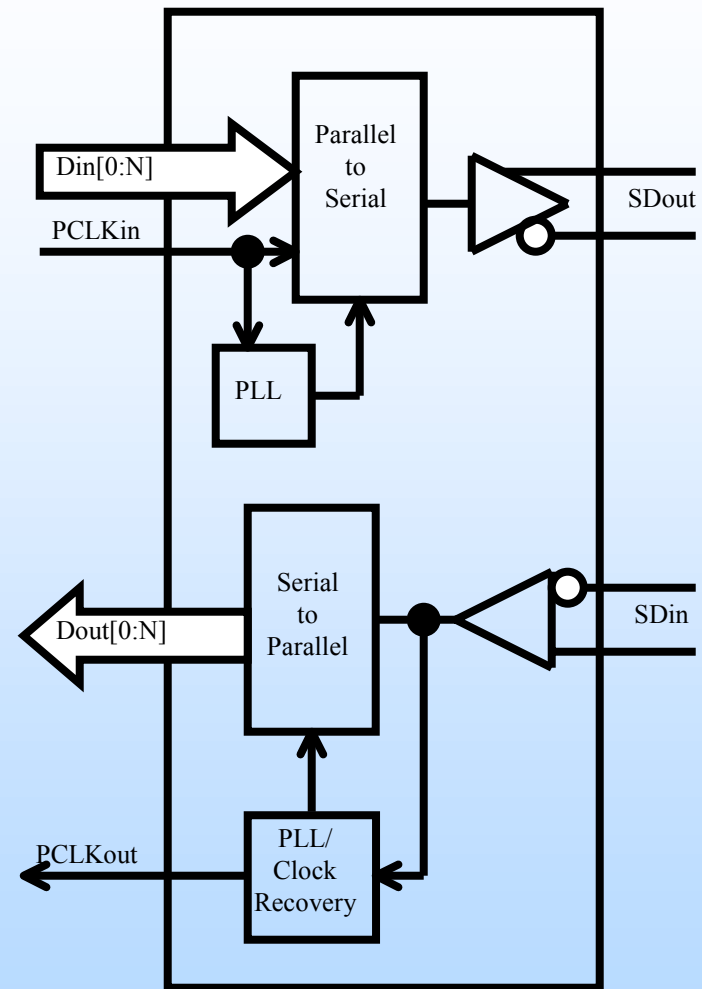 Din[0:N]
Parallel
to
Serial
SDout
PCLKin
PLL
Serial
to
Parallel
Dout[0:N]
SDin
PCLKout
PLL/
Clock
Recovery